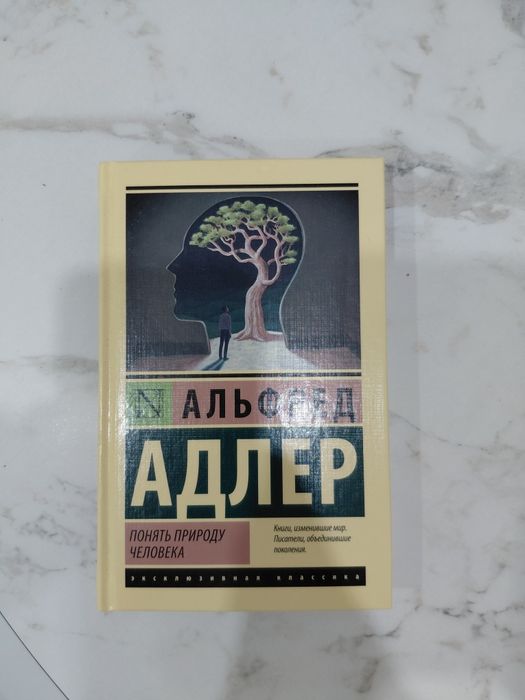 N АЛЬФРЕД
АДЛЕР
ПОНЯТЬ ПРИРОДУ
ЧЕЛОВЕКА
Книги, изменившие мир.
Писатели, объединившие
поколения.
эксклюзивная классика